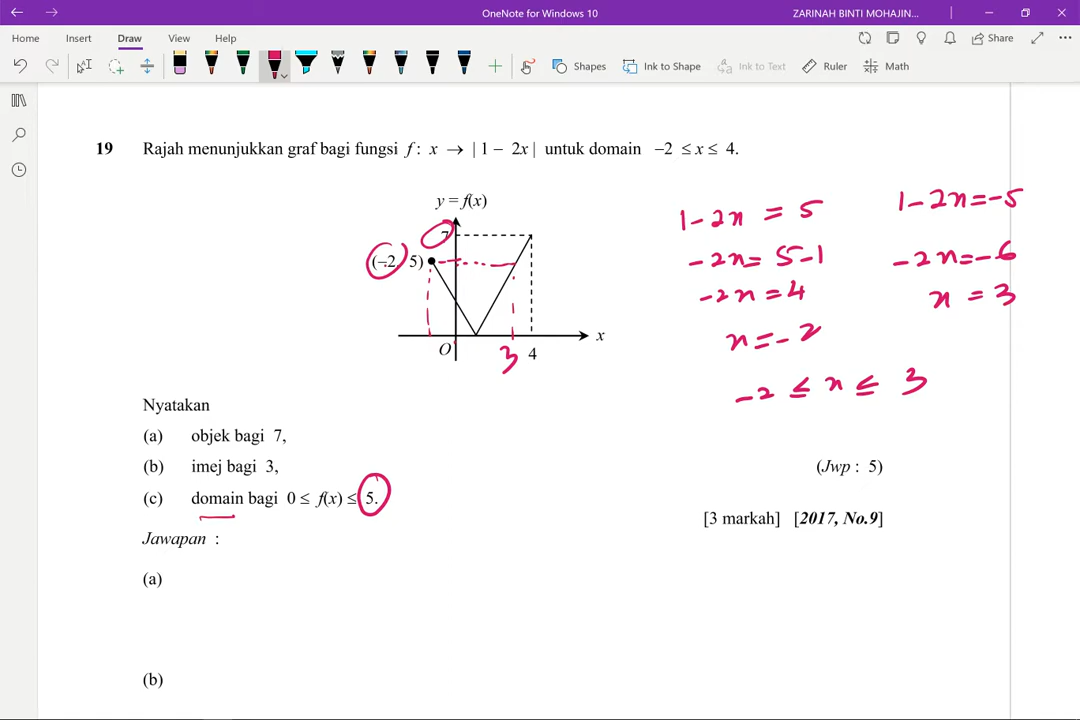 OneNote for Windows 10
ZARINAH BINTI MOHAJIN...
Home Insert Draw View Help
Share
Shapes
Ink to Shape
Ink to Text
Ruler
Math
19 Rajah menunjukkan graf bagi fungsi f : x → | 1 − 2x | untuk domain −2 ≤ x ≤ 4.
y = f(x)
7
(−2, 5)
O 3 4
x
1-2x = 5
-2x = 5-1
-2x = 4
x = -2
1-2x = -5
-2x = -6
x = 3
-2 ≤ x ≤ 3
Nyatakan
(a) objek bagi 7,
(b) imej bagi 3,
(Jwp : 5)
(c) domain bagi 0 ≤ f(x) ≤ 5.
[3 markah] [2017, No.9]
Jawapan :
(a)
(b)